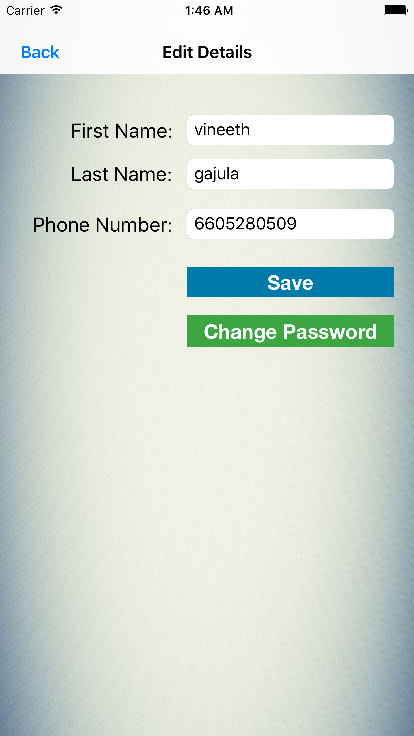 Carrier 1:46 AM
Back Edit Details
First Name: vineeth
Last Name: gajula
Phone Number: 6605280509
Save
Change Password